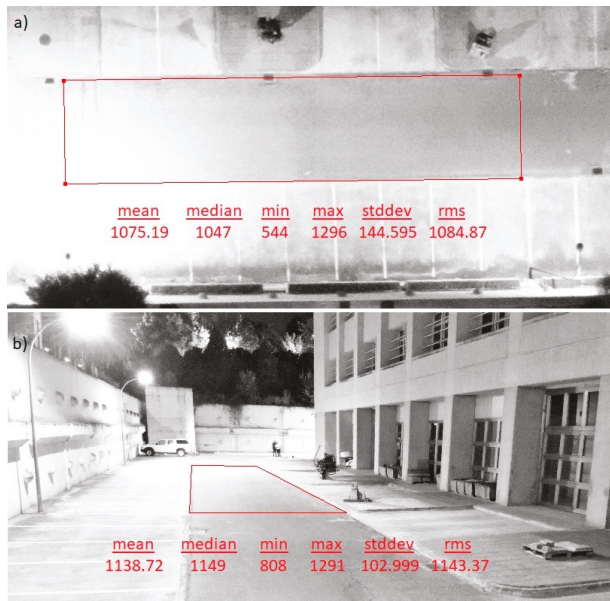 a)
mean median min max stddev rms
1075.19 1047 544 1296 144.595 1084.87
b)
mean median min max stddev rms
1138.72 1149 808 1291 102.999 1143.37